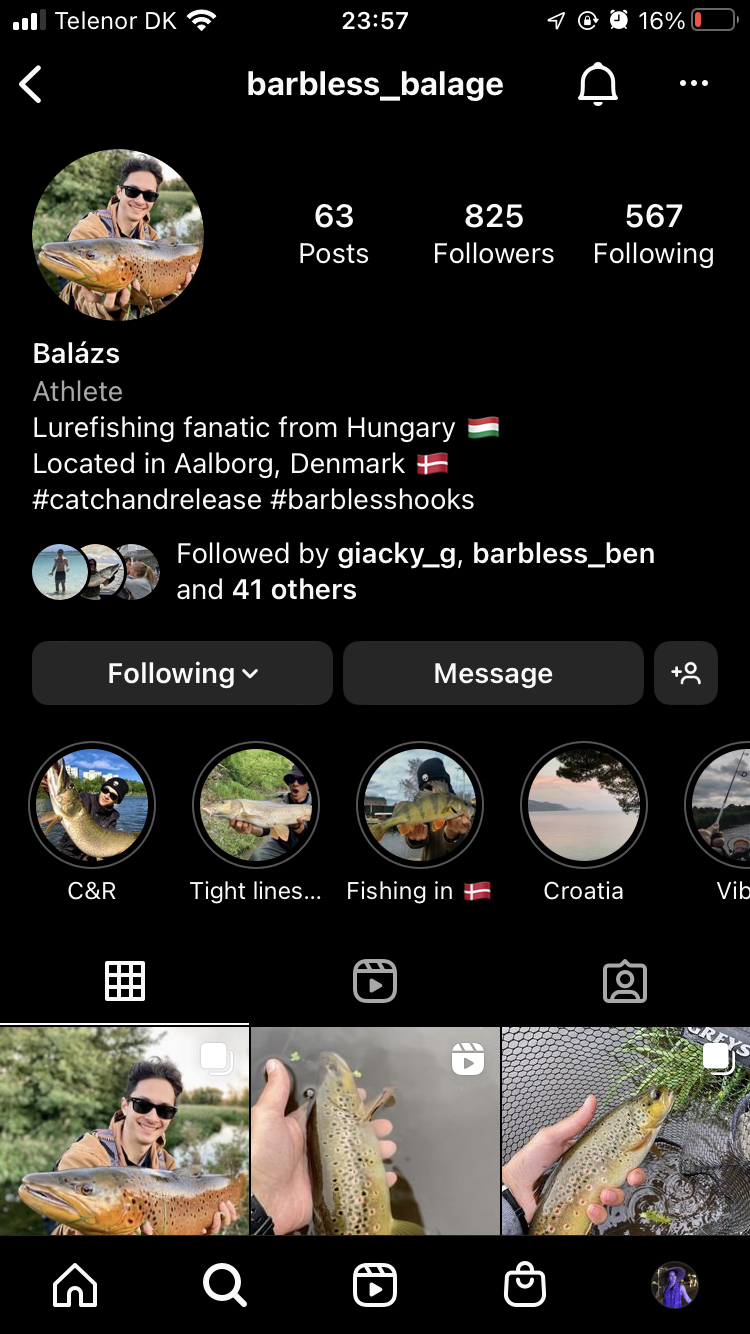 Telenor DK 23:57 16%
barbless_balage
63 825 567
Posts Followers Following
Balázs
Athlete
Lurefishing fanatic from Hungary 🇭🇺
Located in Aalborg, Denmark 🇩🇰
#catchandrelease #barblesshooks
Followed by giacky_g, barbless_ben
and 41 others
Following Message
C&R Tight lines... Fishing in 🇩🇰 Croatia Vib
GREYS